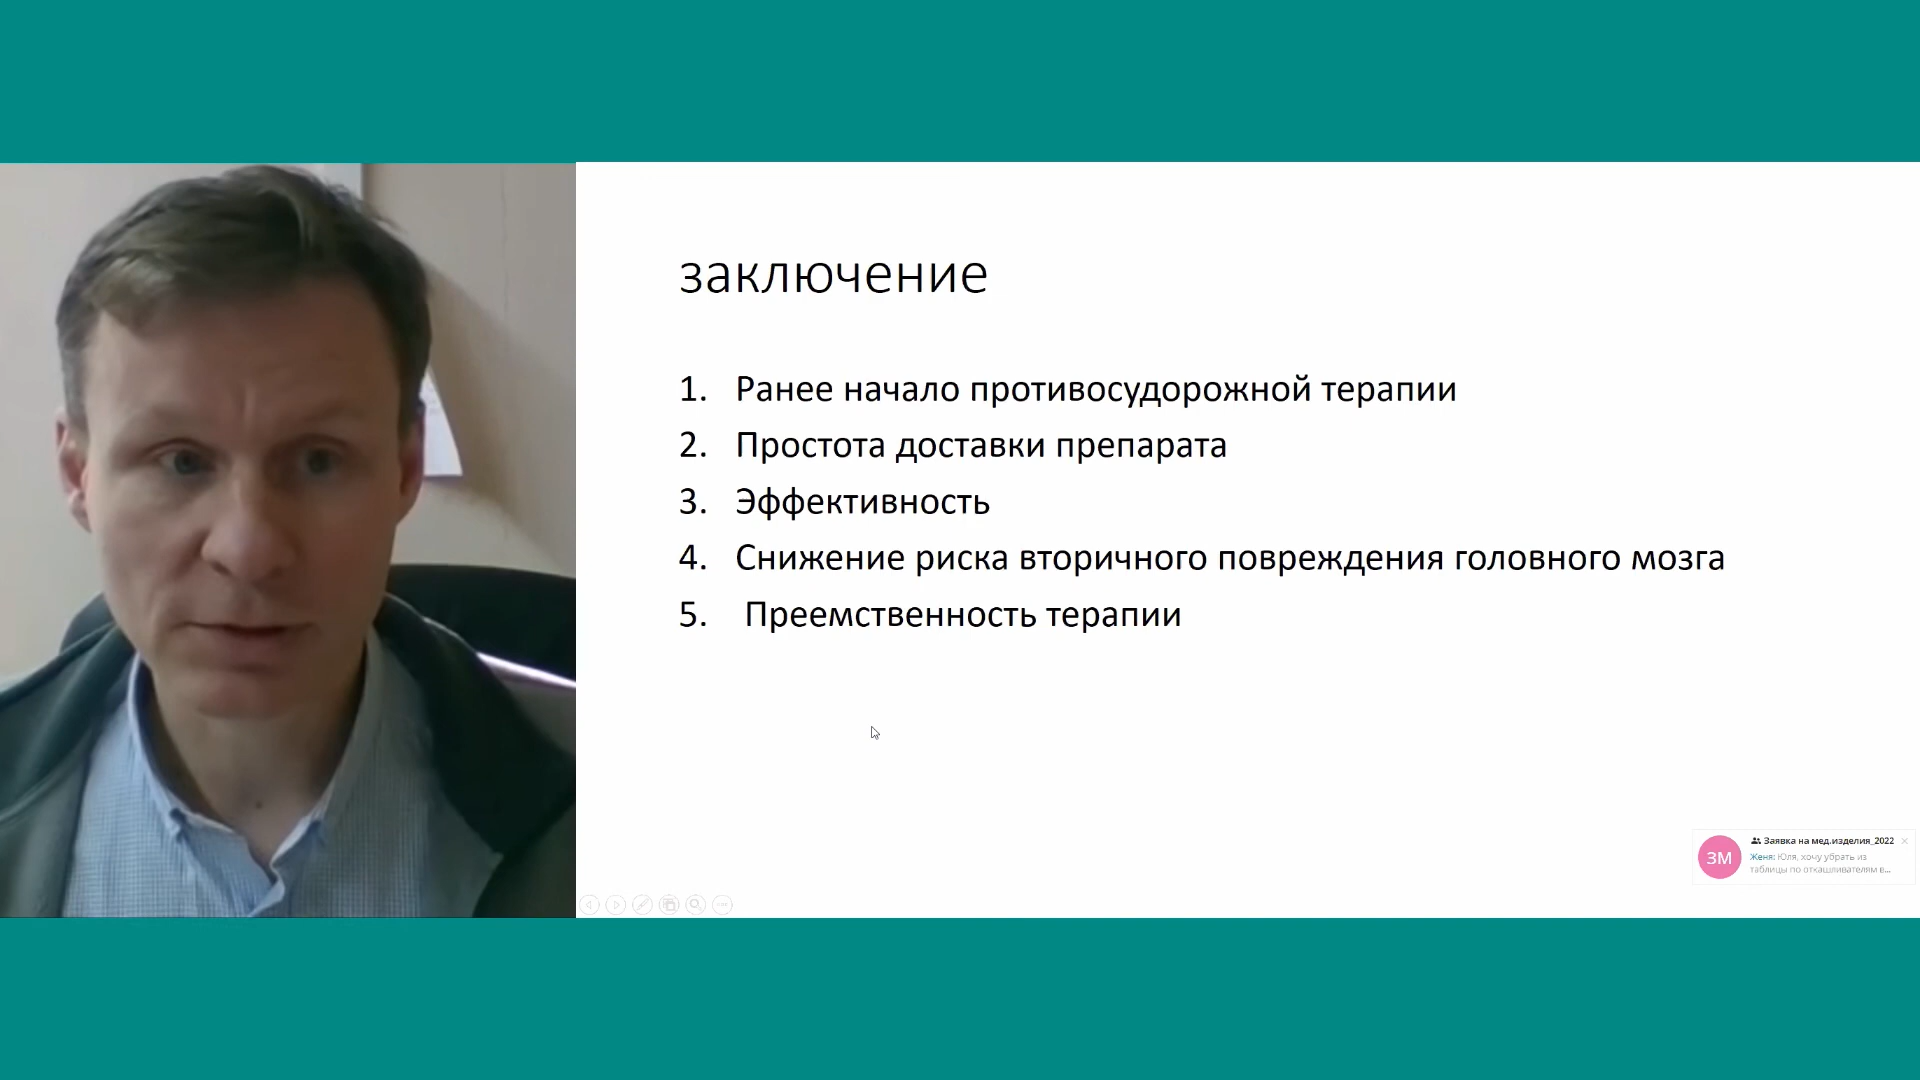 заключение
1. Ранее начало противосудорожной терапии
2. Простота доставки препарата
3. Эффективность
4. Снижение риска вторичного повреждения головного мозга
5. Преемственность терапии
ЗМ
Заявка на мед.изделия_2022
Женя: Юля, хочу убрать из
таблицы по откашливателям в...